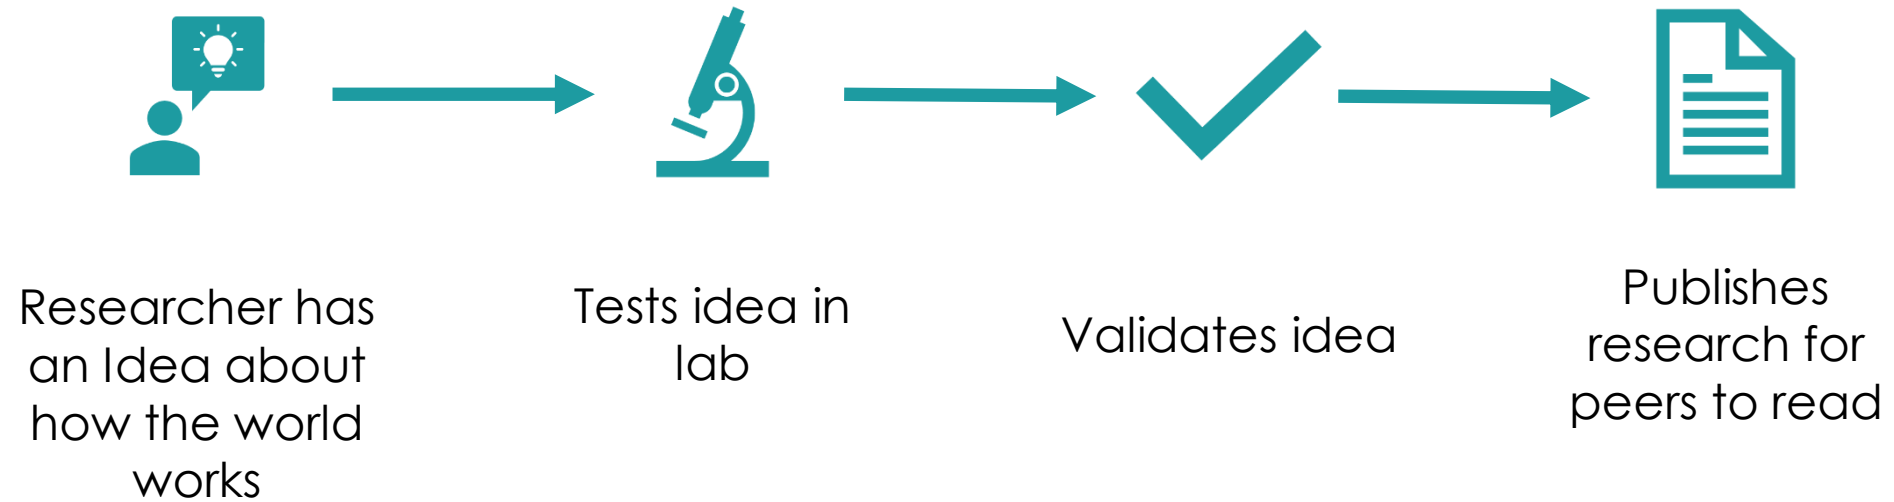 Researcher has
an Idea about
how the world
works
Tests idea in
lab
Validates idea
Publishes
research for
peers to read